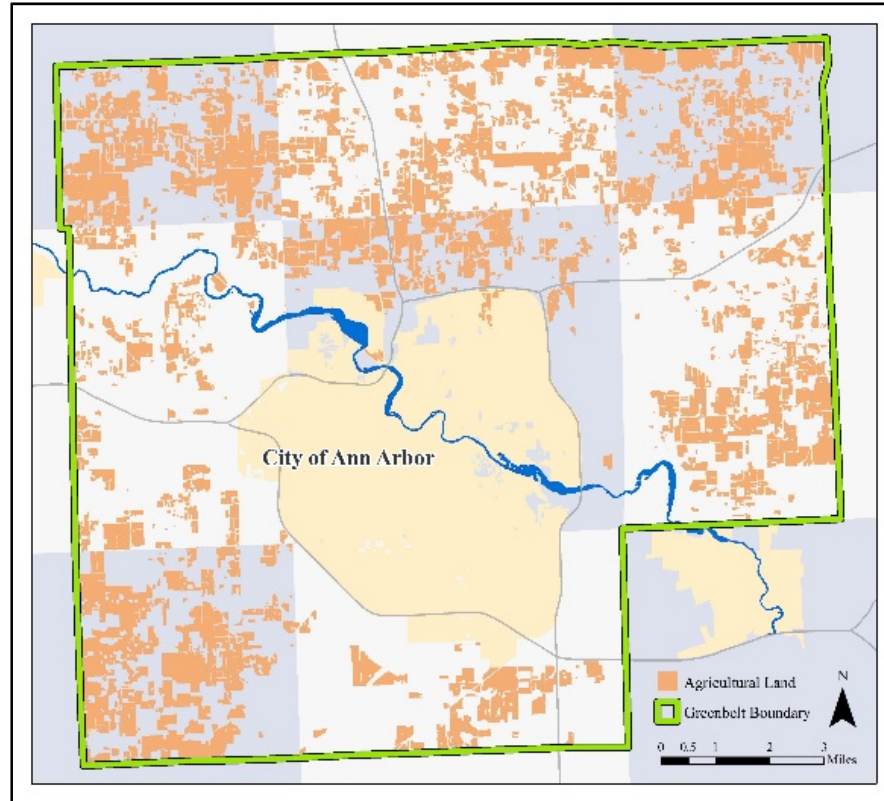 City of Ann Arbor
N
Agricultural Land
Greenbelt Boundary
0 0.5 1 2 3
Miles